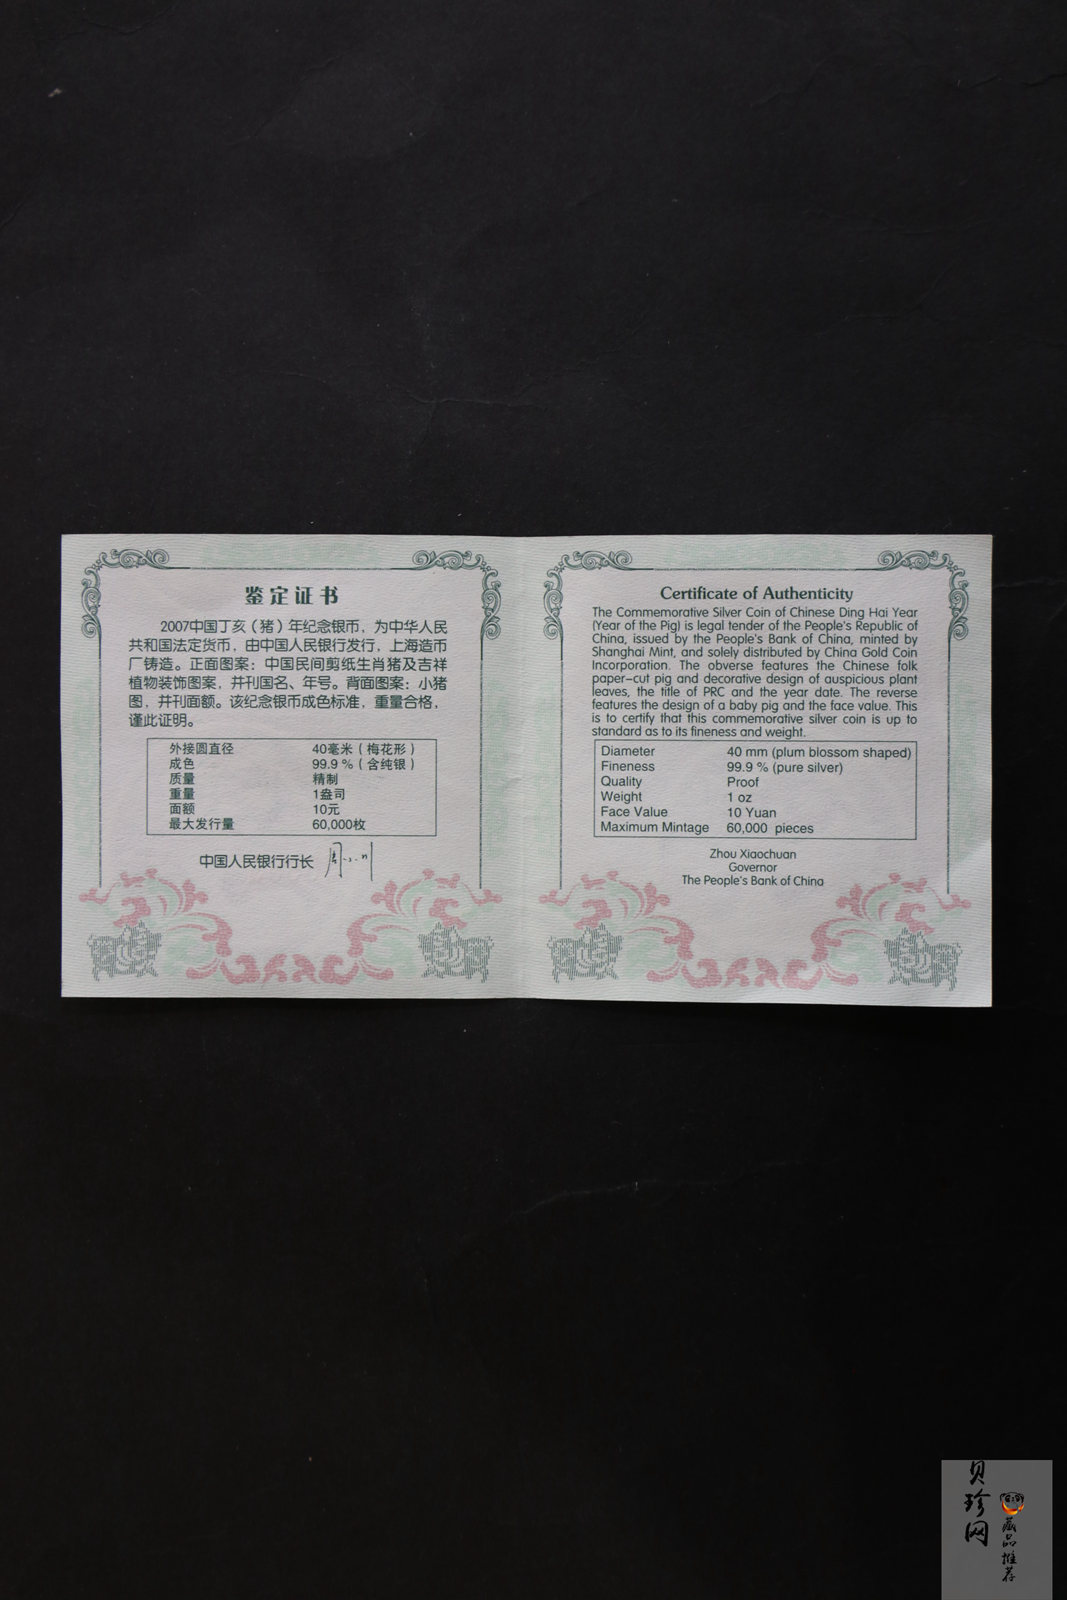 鉴定证书
2007中国丁亥（猪）年纪念银币，为中华人民
共和国法定货币，由中国人民银行发行，上海造币
厂铸造。正面图案：中国民间剪纸生肖猪及吉祥
植物装饰图案，并刊国名、年号。背面图案：小猪
图，并刊面额。该纪念银币成色标准，重量合格，
谨此证明。
外接圆直径 40毫米（梅花形）
成色 99.9 %（含纯银）
质量 精制
重量 1盎司
面额 10元
最大发行量 60,000枚
中国人民银行行长
Certificate of Authenticity
The Commemorative Silver Coin of Chinese Ding Hai Year
(Year of the Pig) is legal tender of the People's Republic of
China, issued by the People's Bank of China, minted by
Shanghai Mint, and solely distributed by China Gold Coin
Incorporation. The obverse features the Chinese folk
paper-cut pig and decorative design of auspicious plant
leaves, the title of PRC and the year date. The reverse
features the design of a baby pig and the face value. This
is to certify that this commemorative silver coin is up to
standard as to its fineness and weight.
Diameter 40 mm (plum blossom shaped)
Fineness 99.9 % (pure silver)
Quality Proof
Weight 1 oz
Face Value 10 Yuan
Maximum Mintage 60,000 pieces
Zhou Xiaochuan
Governor
The People's Bank of China
贝珍网
藏品推荐